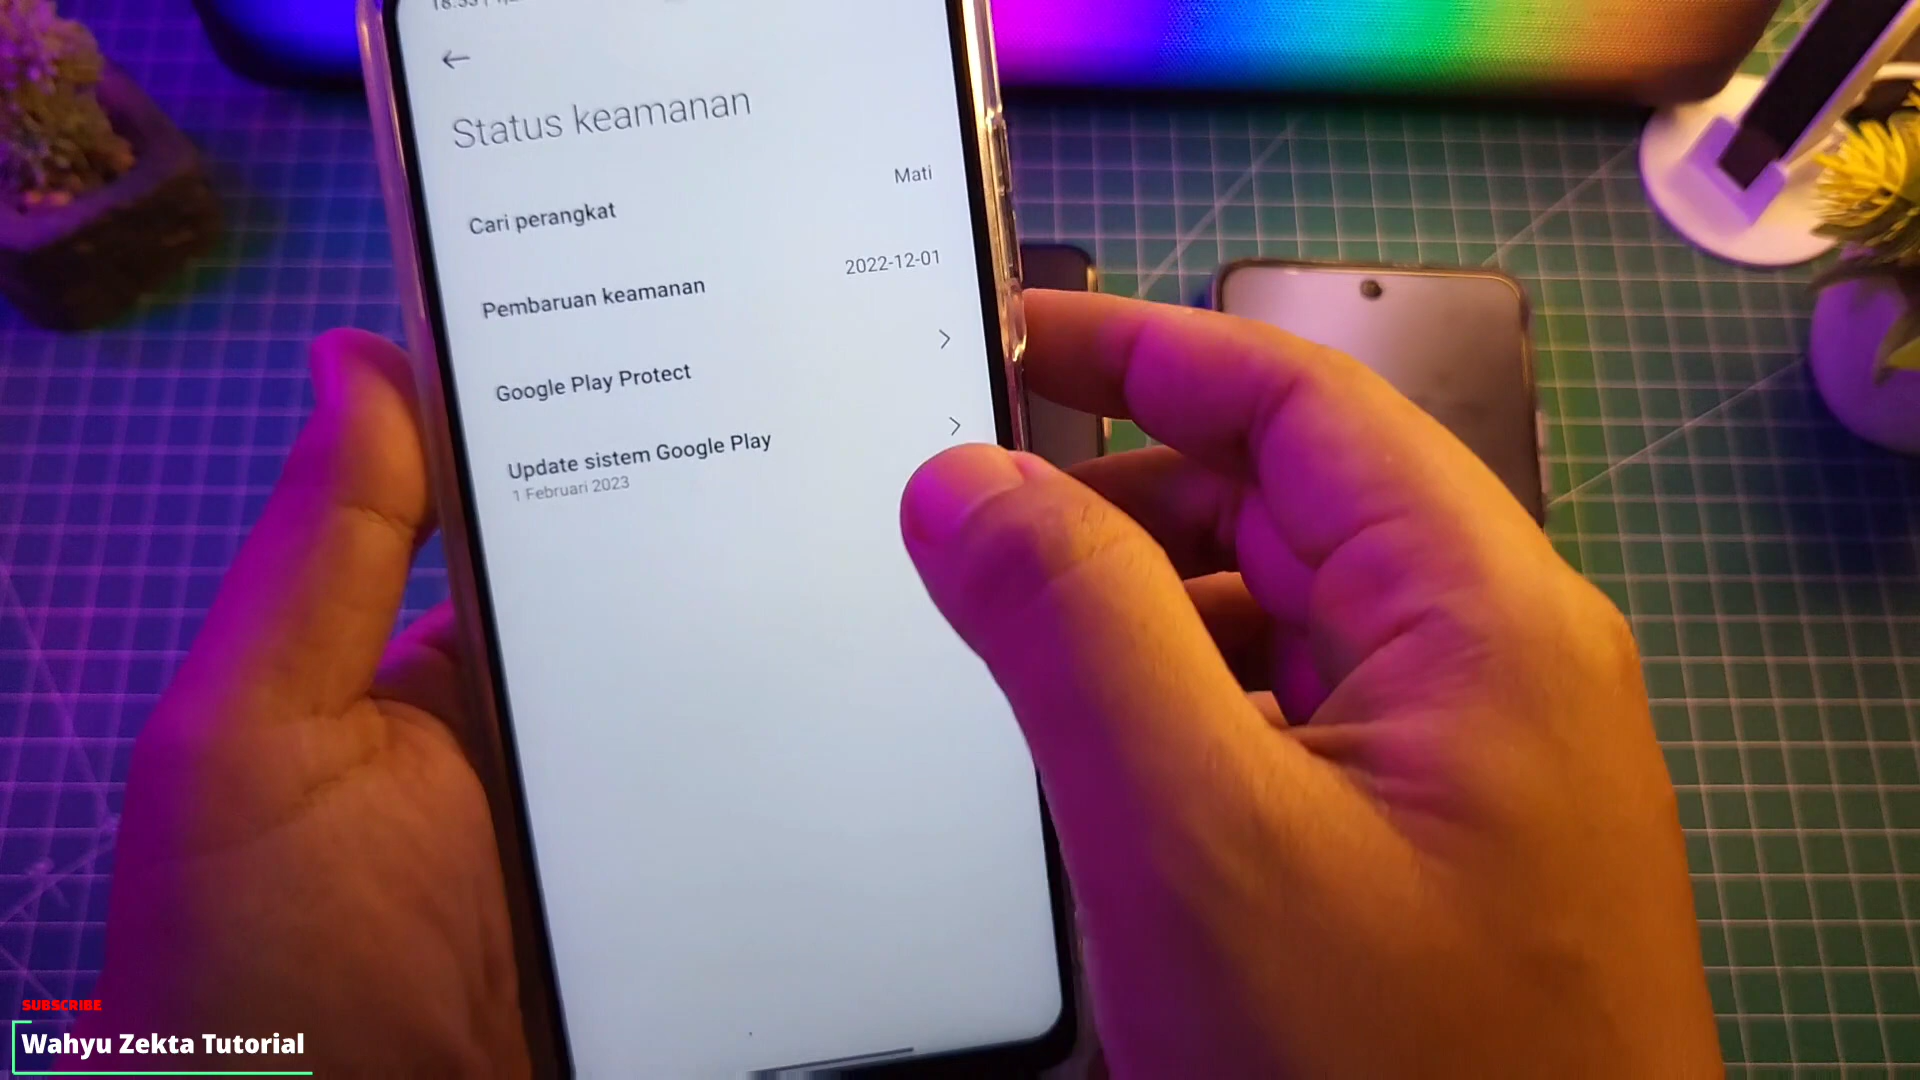 Status keamanan
Cari perangkat
Mati
Pembaruan keamanan
2022-12-01
Google Play Protect
Update sistem Google Play
1 Februari 2023
SUBSCRIBE
Wahyu Zekta Tutorial